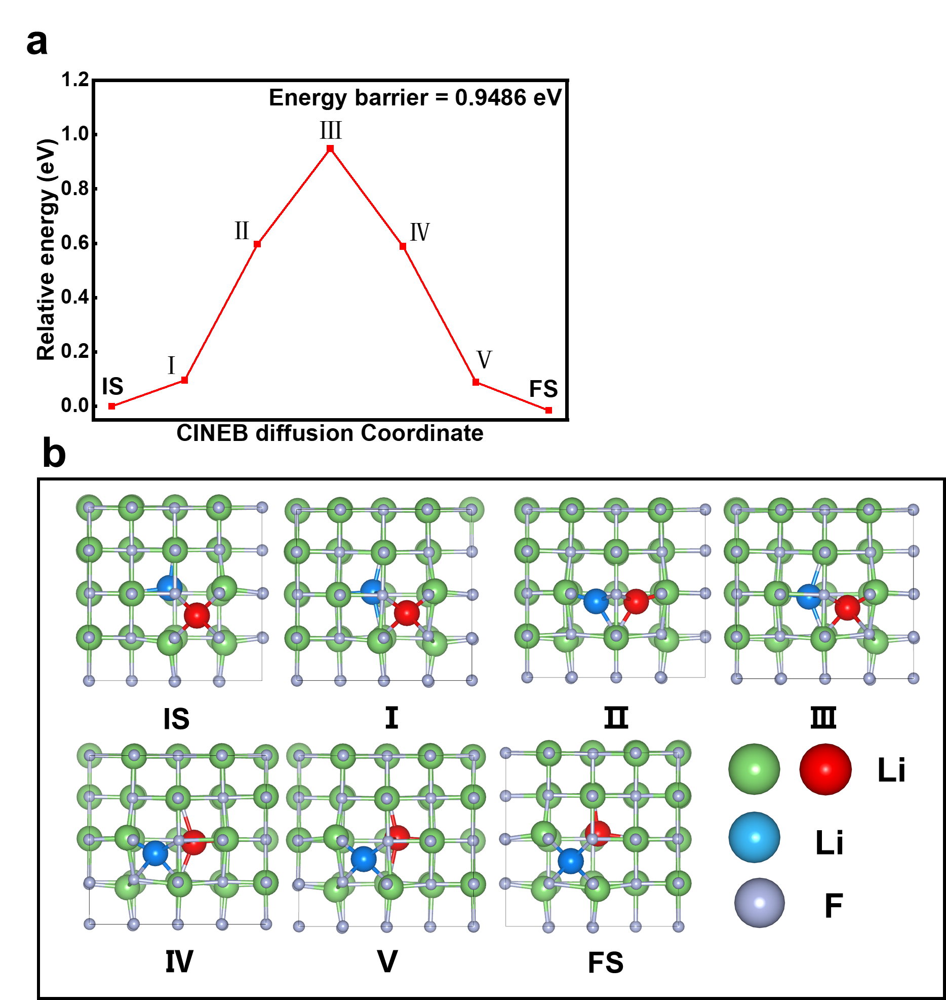 a
1.2
Energy barrier = 0.9486 eV
III
1.0
0.8
II
IV
0.6
0.4
0.2
I
V
IS
FS
0.0
Relative energy (eV)
CINEB diffusion Coordinate
b
IS
I
II
III
Li
Li
F
IV
V
FS